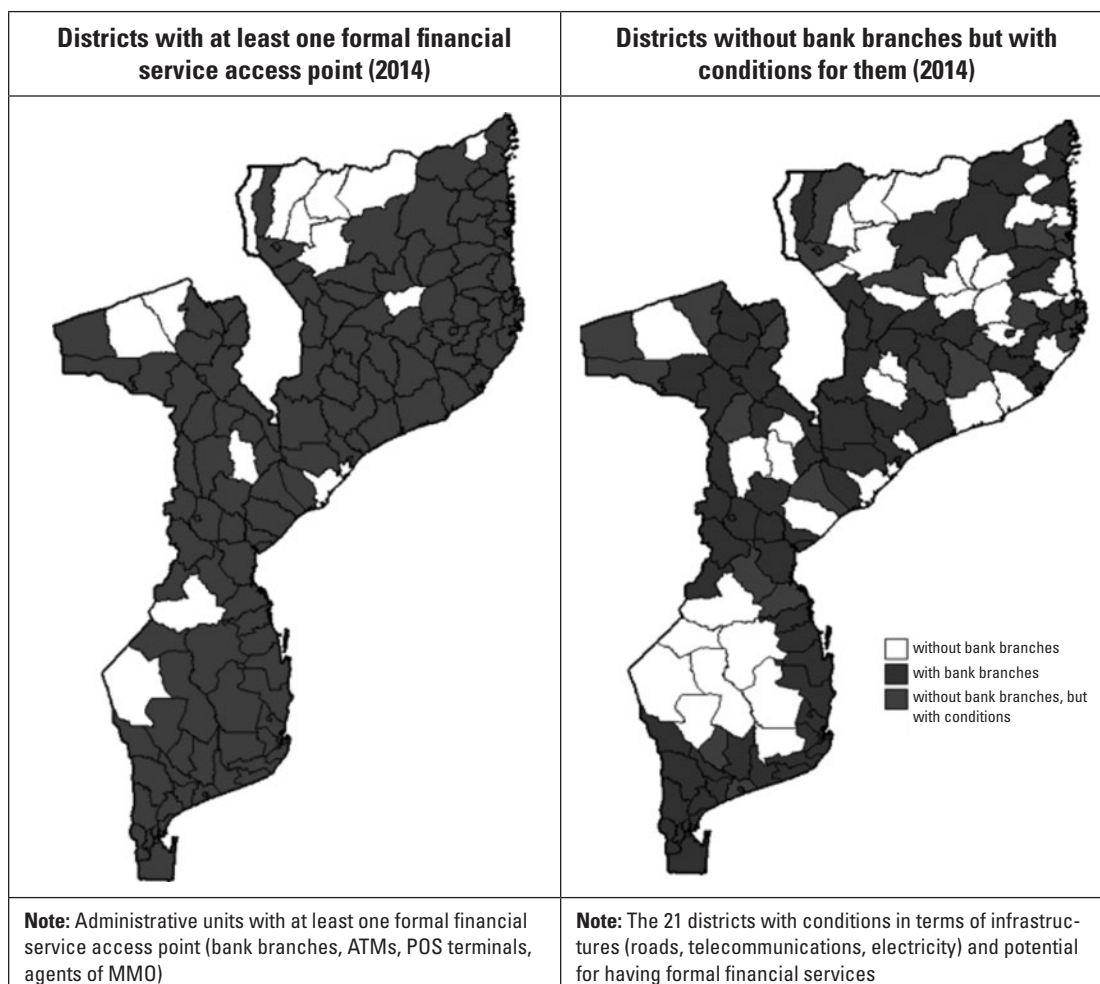 Districts with at least one formal financial
service access point (2014)
Districts without bank branches but with
conditions for them (2014)
without bank branches
with bank branches
without bank branches, but
with conditions
Note: Administrative units with at least one formal financial
service access point (bank branches, ATMs, POS terminals,
agents of MMO)
Note: The 21 districts with conditions in terms of infrastruc-
tures (roads, telecommunications, electricity) and potential
for having formal financial services